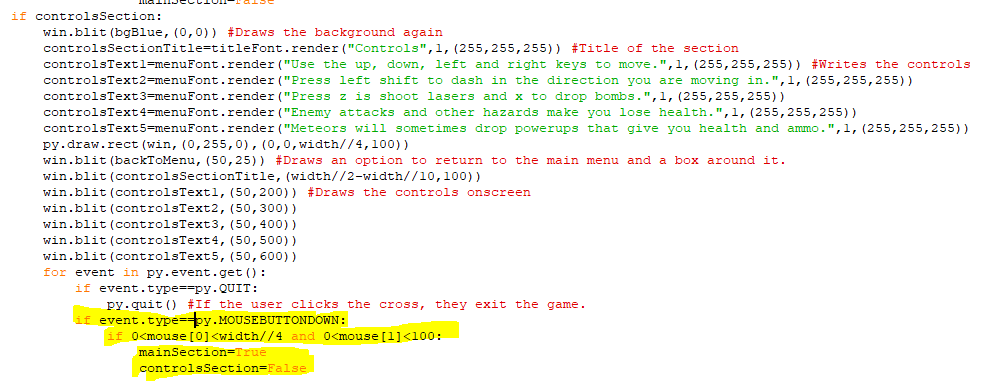 mainSection=False
if controlsSection:
win.blit(bgBlue,(0,0)) #Draws the background again
controlsSectionTitle=titleFont.render("Controls",1,(255,255,255)) #Title of the section
controlsText1=menuFont.render("Use the up, down, left and right keys to move.",1,(255,255,255)) #Writes the controls
controlsText2=menuFont.render("Press left shift to dash in the direction you are moving in.",1,(255,255,255))
controlsText3=menuFont.render("Press z is shoot lasers and x to drop bombs.",1,(255,255,255))
controlsText4=menuFont.render("Enemy attacks and other hazards make you lose health.",1,(255,255,255))
controlsText5=menuFont.render("Meteors will sometimes drop powerups that give you health and ammo.",1,(255,255,255))
py.draw.rect(win,(0,255,0),(0,0,width//4,100))
win.blit(backToMenu,(50,25)) #Draws an option to return to the main menu and a box around it.
win.blit(controlsSectionTitle,(width//2-width//10,100))
win.blit(controlsText1,(50,200)) #Draws the controls onscreen
win.blit(controlsText2,(50,300))
win.blit(controlsText3,(50,400))
win.blit(controlsText4,(50,500))
win.blit(controlsText5,(50,600))
for event in py.event.get():
if event.type==py.QUIT:
py.quit() #If the user clicks the cross, they exit the game.
if event.type==py.MOUSEBUTTONDOWN:
if 0<mouse[0]<width//4 and 0<mouse[1]<100:
mainSection=True
controlsSection=False